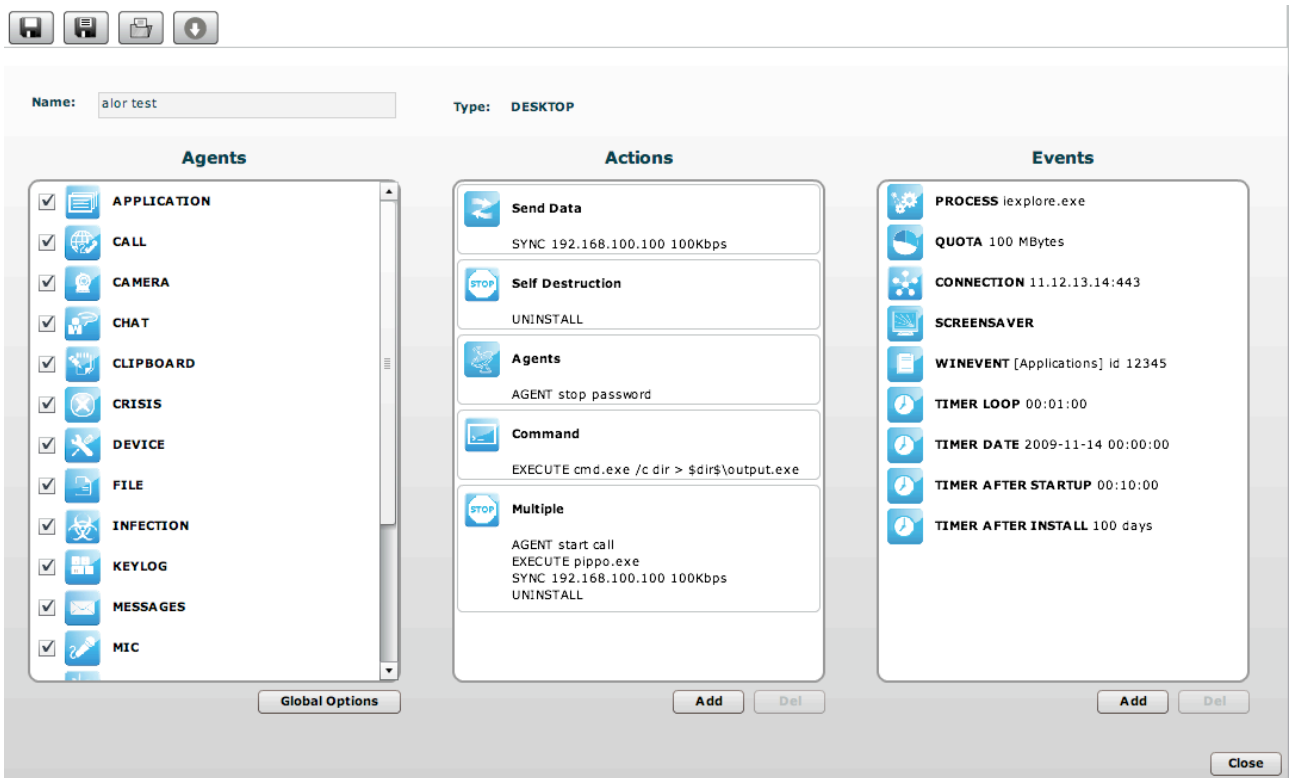 Name: alor test
Type: DESKTOP
Agents
APPLICATION
CALL
CAMERA
CHAT
CLIPBOARD
CRISIS
DEVICE
FILE
INFECTION
KEYLOG
MESSAGES
MIC
Global Options
Actions
Send Data
SYNC 192.168.100.100 100Kbps
STOP
Self Destruction
UNINSTALL
Agents
AGENT stop password
Command
EXECUTE cmd.exe /c dir > $dir$\output.exe
STOP
Multiple
AGENT start call
EXECUTE pippo.exe
SYNC 192.168.100.100 100Kbps
UNINSTALL
Add
Del
Events
PROCESS iexplore.exe
QUOTA 100 MBytes
CONNECTION 11.12.13.14:443
SCREENSAVER
WINEVENT [Applications] id 12345
TIMER LOOP 00:01:00
TIMER DATE 2009-11-14 00:00:00
TIMER AFTER STARTUP 00:10:00
TIMER AFTER INSTALL 100 days
Add
Del
Close